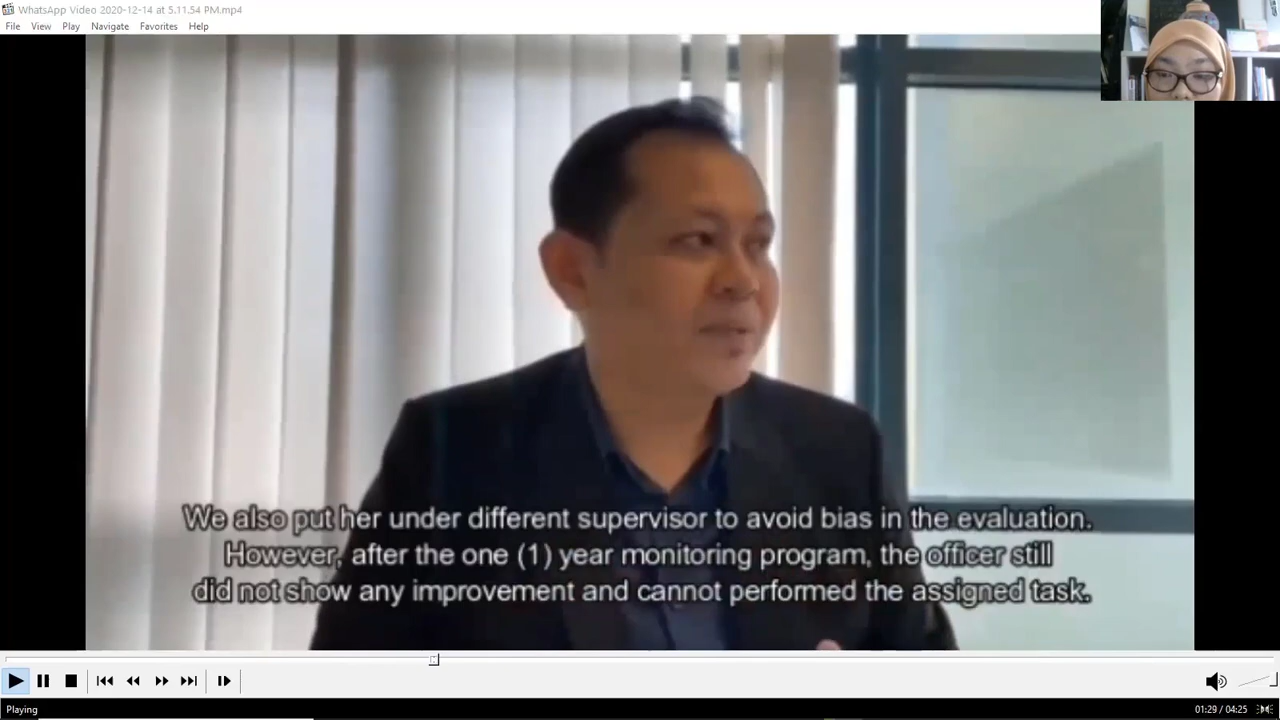 WhatsApp Video 2020-12-14 at 5.11.54 PM.mp4
File View Play Navigate Favorites Help
We also put her under different supervisor to avoid bias in the evaluation.
However, after the one (1) year monitoring program, the officer still
did not show any improvement and cannot performed the assigned task.
Playing
01:29 / 04:25